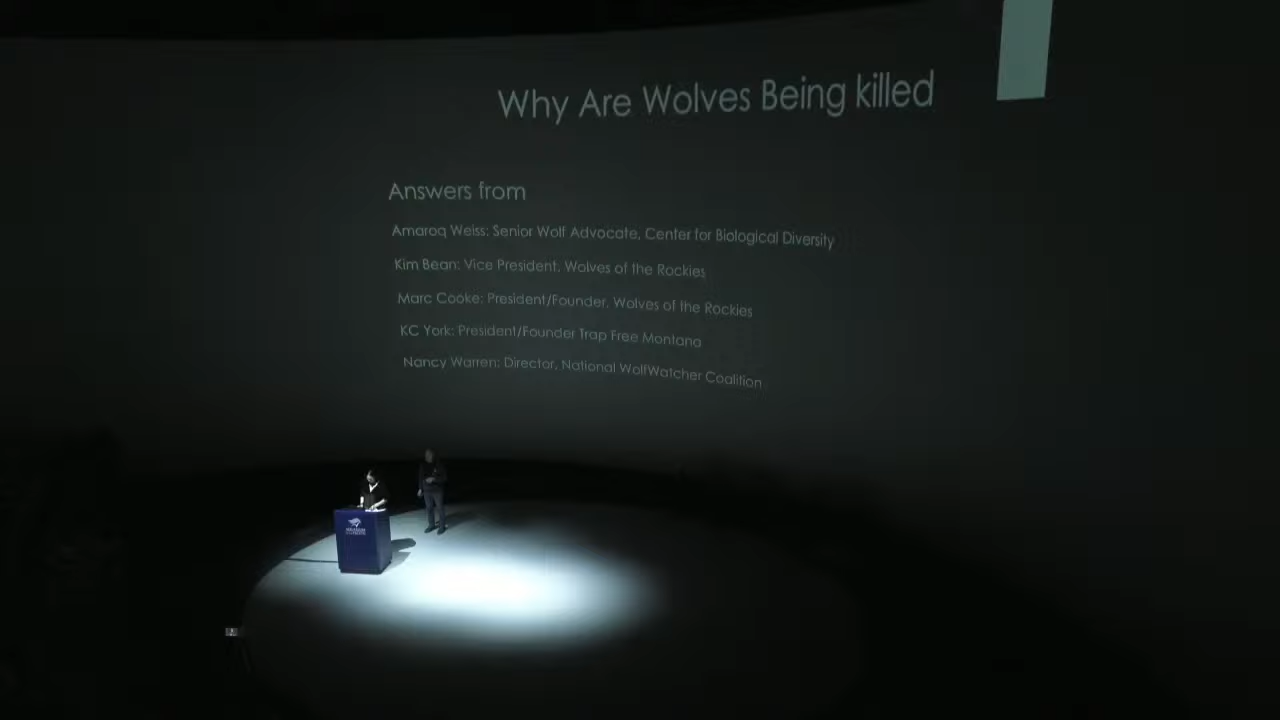 Why Are Wolves Being killed
Answers from
Amaroq Weiss: Senior Wolf Advocate, Center for Biological Diversity
Kim Bean: Vice President, Wolves of the Rockies
Marc Cooke: President/Founder, Wolves of the Rockies
KC York: President/Founder Trap Free Montana
Nancy Warren: Director, National WolfWatcher Coalition